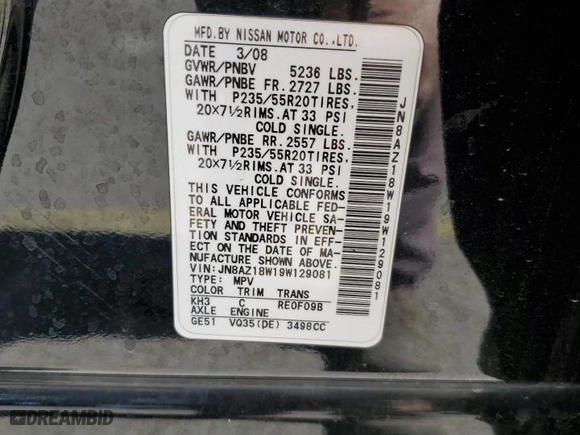 MFD.BY NISSAN MOTOR CO.,LTD.
DATE 3/08
GVWR/PNBV 5236 LBS.
GAWR/PNBE FR.2727 LBS.
WITH P235/55R20TIRES,
20X7½RIMS.AT 33 PSI
COLD SINGLE.
GAWR/PNBE RR.2557 LBS.
WITH P235/55R20TIRES,
20X7½RIMS.AT 33 PSI
COLD SINGLE.
THIS VEHICLE CONFORMS
TO ALL APPLICABLE FED-
ERAL MOTOR VEHICLE SA-
FETY AND THEFT PREVEN-
TION STANDARDS IN EFF-
ECT ON THE DATE OF MA-
NUFACTURE SHOWN ABOVE.
VIN:JN8AZ18W19W129081
TYPE: MPV
COLOR TRIM TRANS
KH3 C RE0F09B
AXLE ENGINE
GE51 VQ35(DE) 3498CC
JN8AZ18W19W129081
DREAMBID